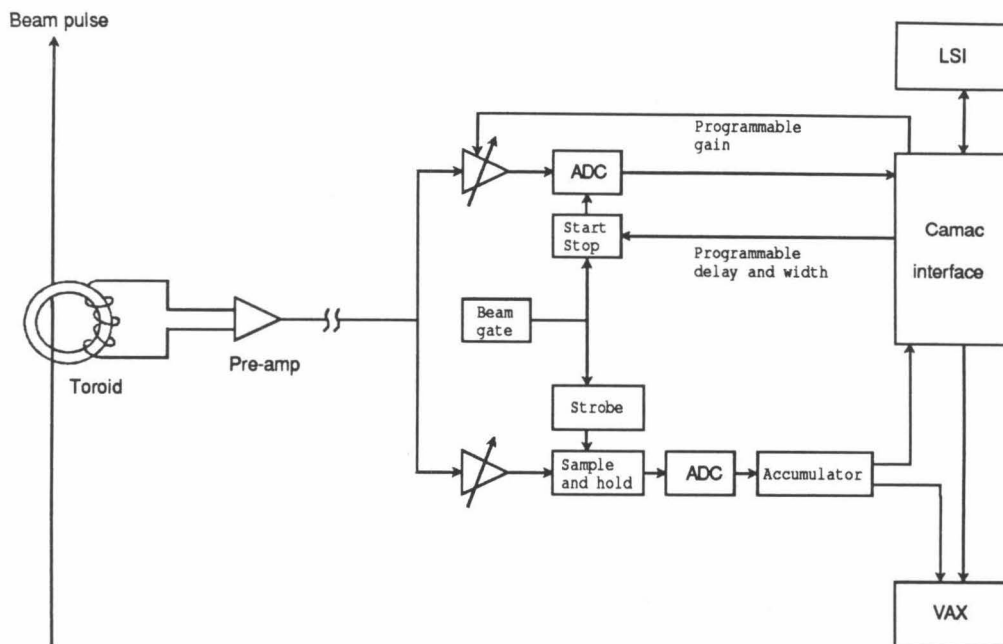 Beam pulse
LSI
Programmable
gain
ADC
Start
Stop
Camac
interface
Programmable
delay and width
Beam
gate
Pre-amp
Toroid
Strobe
Sample
and hold
ADC
Accumulator
VAX